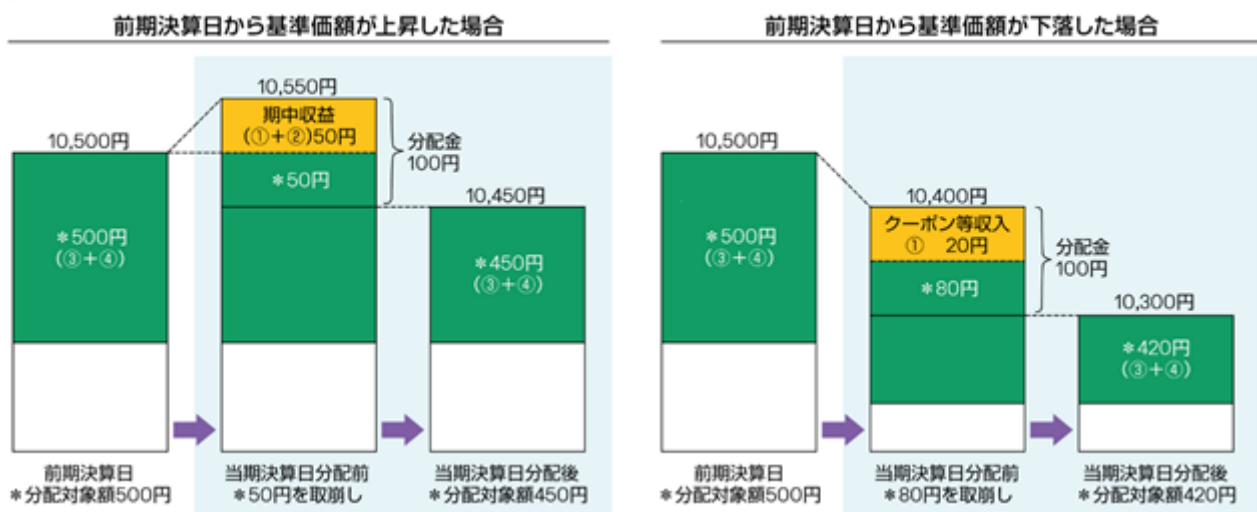 前期決算日から基準価額が上昇した場合
10,550円
期中収益
(①+②)50円
10,500円
分配金
100円
*50円
10,450円
*500円
(③+④)
*450円
(③+④)
前期決算日
*分配対象額500円
当期決算日分配前
*50円を取崩し
当期決算日分配後
*分配対象額450円
前期決算日から基準価額が下落した場合
10,500円
10,400円
クーポン等収入
① 20円
*500円
(③+④)
分配金
100円
*80円
10,300円
*420円
(③+④)
前期決算日
*分配対象額500円
当期決算日分配前
*80円を取崩し
当期決算日分配後
*分配対象額420円